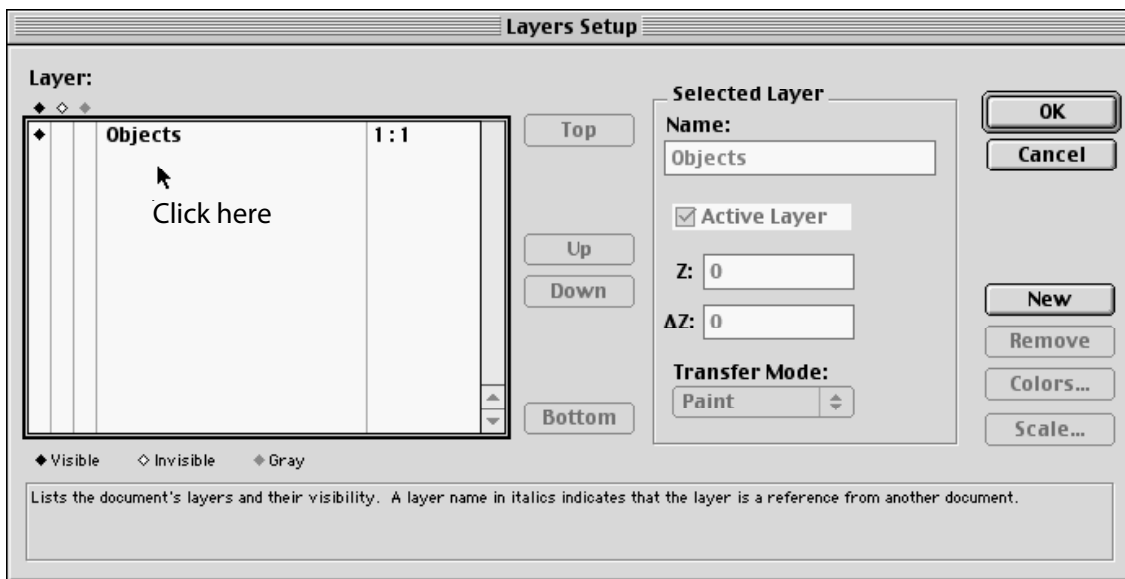 Layers Setup
Layer:
Objects 1:1
Click here
Visible Invisible Gray
Top
Up
Down
Bottom
Selected Layer
Name:
Objects
Active Layer
Z: 0
ΔZ: 0
Transfer Mode:
Paint
OK
Cancel
New
Remove
Colors...
Scale...
Lists the document's layers and their visibility. A layer name in italics indicates that the layer is a reference from another document.